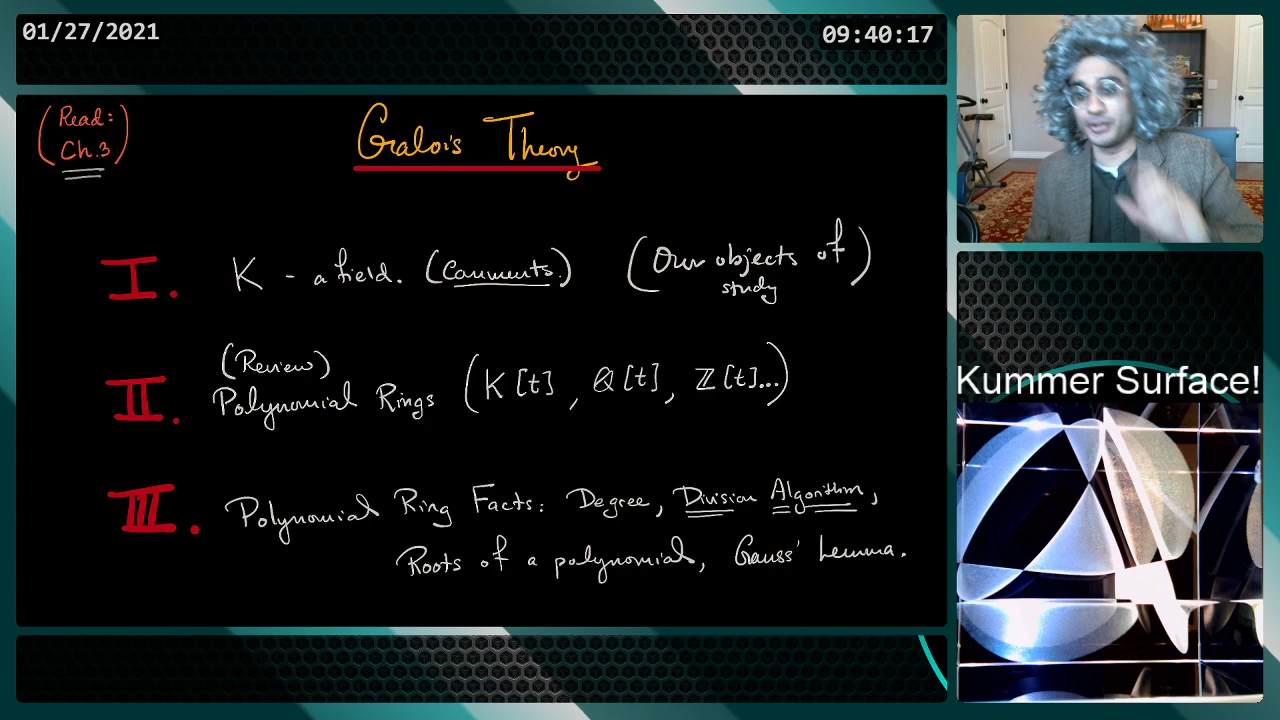 01/27/2021
09:40:17
(Read:
Ch.3)
Galois Theory
I. K - a field. (Comments.) (Our objects of
study)
(Review)
II. Polynomial Rings (K[t], Q[t], Z[t]...)
III. Polynomial Ring Facts: Degree, Division Algorithm,
Roots of a polynomial, Gauss' Lemma.
Kummer Surface!